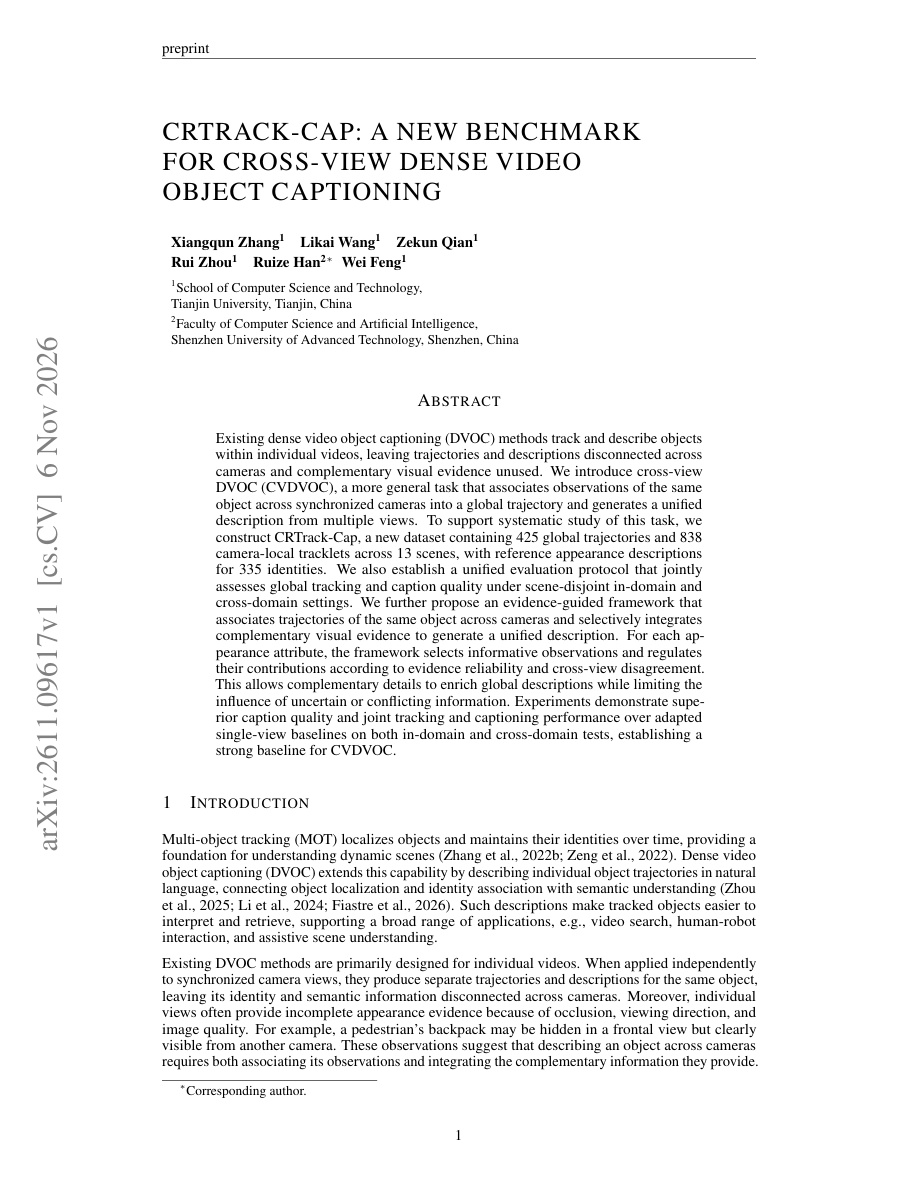 preprint
CRTRACK-CAP: A NEW BENCHMARK
FOR CROSS-VIEW DENSE VIDEO
OBJECT CAPTIONING
Xiangqun Zhang¹ Likai Wang¹ Zekun Qian¹
Rui Zhou¹ Ruize Han²* Wei Feng¹
¹School of Computer Science and Technology,
Tianjin University, Tianjin, China
²Faculty of Computer Science and Artificial Intelligence,
Shenzhen University of Advanced Technology, Shenzhen, China
ABSTRACT
Existing dense video object captioning (DVOC) methods track and describe objects
within individual videos, leaving trajectories and descriptions disconnected across
cameras and complementary visual evidence unused. We introduce cross-view
DVOC (CVDVOC), a more general task that associates observations of the same
object across synchronized cameras into a global trajectory and generates a unified
description from multiple views. To support systematic study of this task, we
construct CRTrack-Cap, a new dataset containing 425 global trajectories and 838
camera-local tracklets across 13 scenes, with reference appearance descriptions
for 335 identities. We also establish a unified evaluation protocol that jointly
assesses global tracking and caption quality under scene-disjoint in-domain and
cross-domain settings. We further propose an evidence-guided framework that
associates trajectories of the same object across cameras and selectively integrates
complementary visual evidence to generate a unified description. For each ap-
pearance attribute, the framework selects informative observations and regulates
their contributions according to evidence reliability and cross-view disagreement.
This allows complementary details to enrich global descriptions while limiting the
influence of uncertain or conflicting information. Experiments demonstrate supe-
rior caption quality and joint tracking and captioning performance over adapted
single-view baselines on both in-domain and cross-domain tests, establishing a
strong baseline for CVDVOC.
1 INTRODUCTION
Multi-object tracking (MOT) localizes objects and maintains their identities over time, providing a
foundation for understanding dynamic scenes (Zhang et al., 2022b; Zeng et al., 2022). Dense video
object captioning (DVOC) extends this capability by describing individual object trajectories in natural
language, connecting object localization and identity association with semantic understanding (Zhou
et al., 2025; Li et al., 2024; Fiastre et al., 2026). Such descriptions make tracked objects easier to
interpret and retrieve, supporting a broad range of applications, e.g., video search, human-robot
interaction, and assistive scene understanding.
Existing DVOC methods are primarily designed for individual videos. When applied independently
to synchronized camera views, they produce separate trajectories and descriptions for the same object,
leaving its identity and semantic information disconnected across cameras. Moreover, individual
views often provide incomplete appearance evidence because of occlusion, viewing direction, and
image quality. For example, a pedestrian's backpack may be hidden in a frontal view but clearly
visible from another camera. These observations suggest that describing an object across cameras
requires both associating its observations and integrating the complementary information they provide.
*Corresponding author.
1
arXiv:2611.09617v1 [cs.CV] 6 Nov 2026